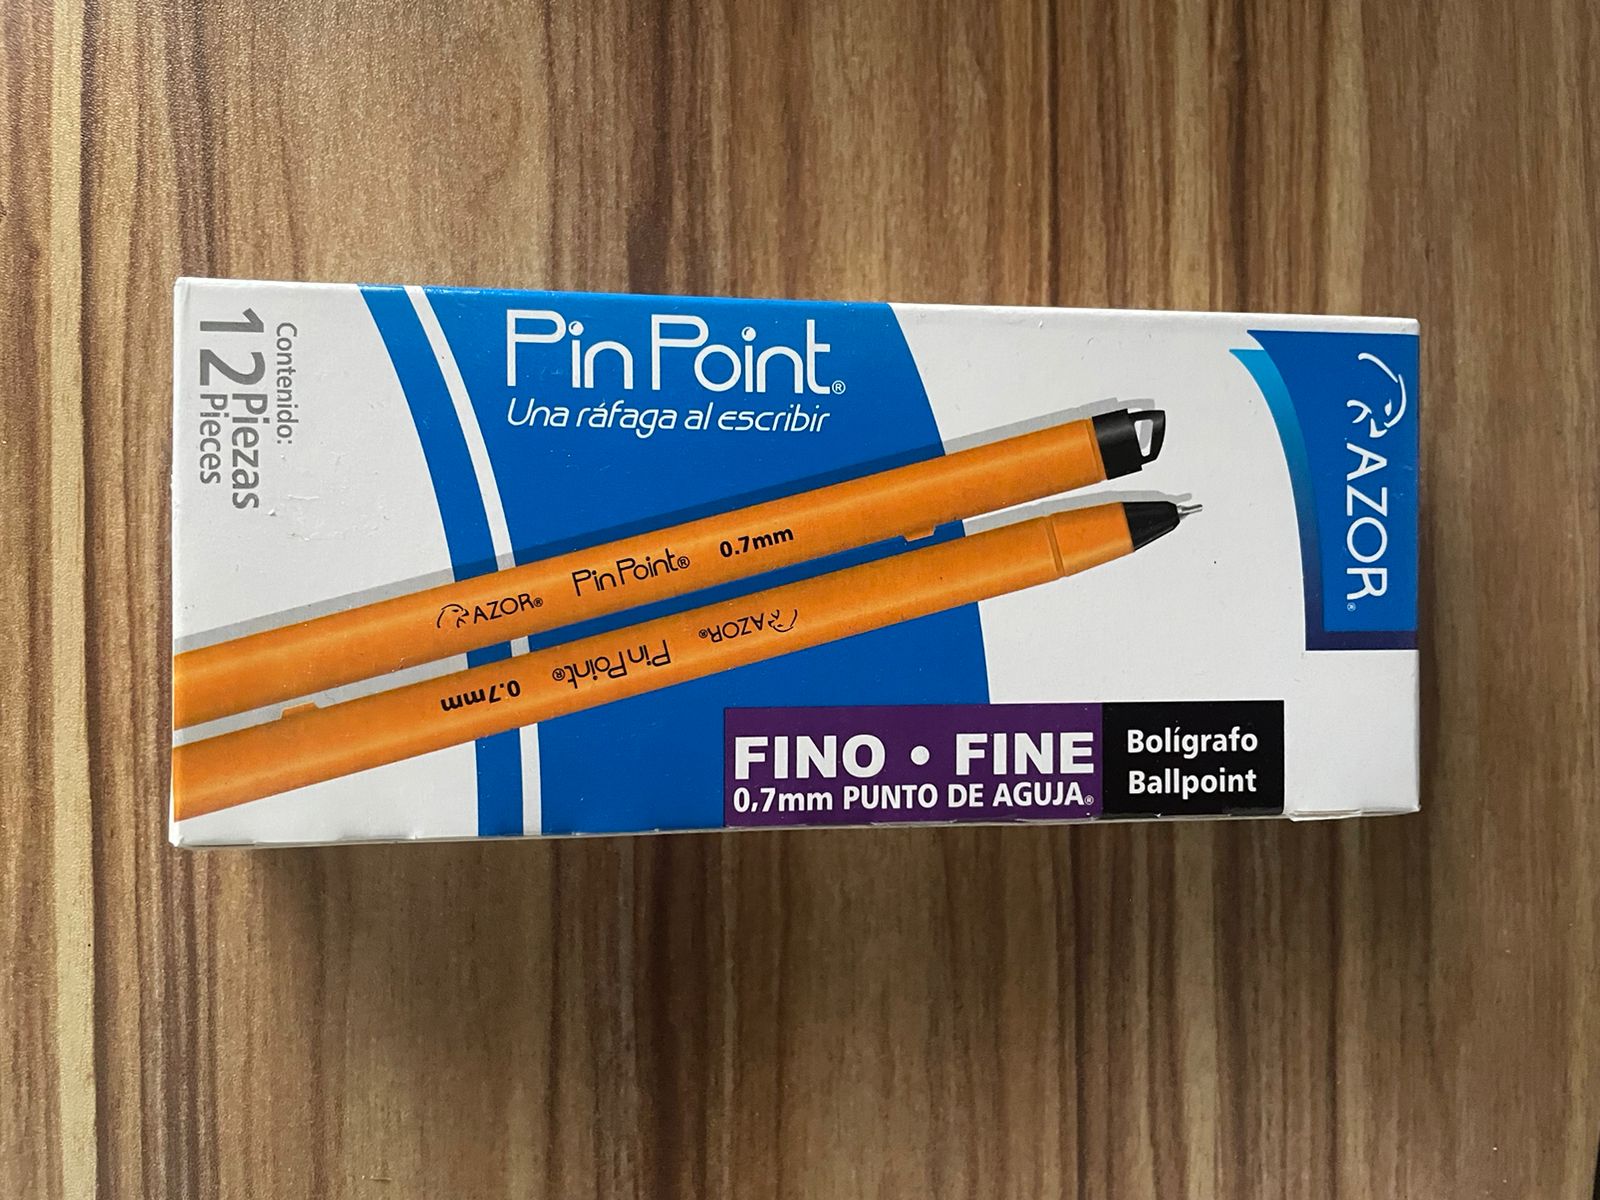 Contenido:
12 Piezas
Pieces
Pin Point®
Una ráfaga al escribir
AZOR® Pin Point® 0.7mm
AZOR® Pin Point® 0.7mm
AZOR®
FINO • FINE
0,7mm PUNTO DE AGUJA®
Bolígrafo
Ballpoint